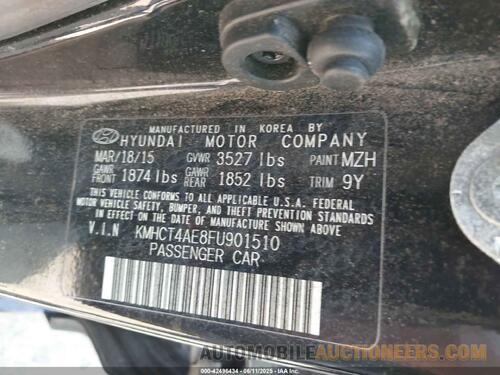 MANUFACTURED IN KOREA BY
HYUNDAI MOTOR COMPANY
MAR/18/15 GVWR 3527 lbs PAINT MZH
GAWR FRONT 1874 lbs GAWR REAR 1852 lbs TRIM 9Y
THIS VEHICLE CONFORMS TO ALL APPLICABLE U.S.A. FEDERAL
MOTOR VEHICLE SAFETY, BUMPER, AND THEFT PREVENTION STANDARDS
IN EFFECT ON THE DATE OF MANUFACTURE SHOWN ABOVE.
V.I.N KMHCT4AE8FU901510
PASSENGER CAR
AUTOMOBILE-AUCTION-HISTORY.COM
000-42496434 - 06/11/2025 - IAA Inc.